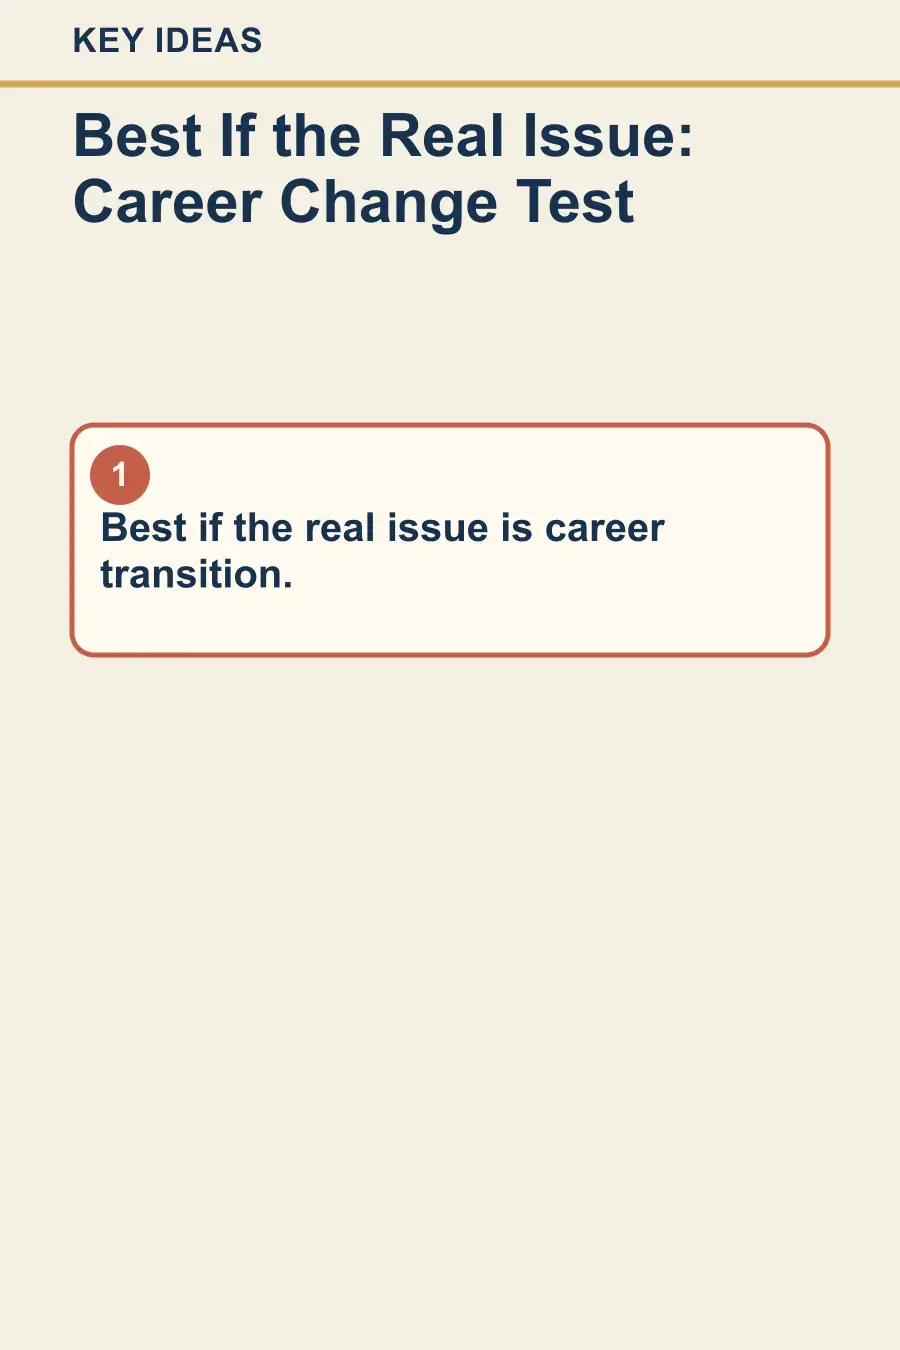 KEY IDEAS
Best If the Real Issue:
Career Change Test
1
Best if the real issue is career
transition.